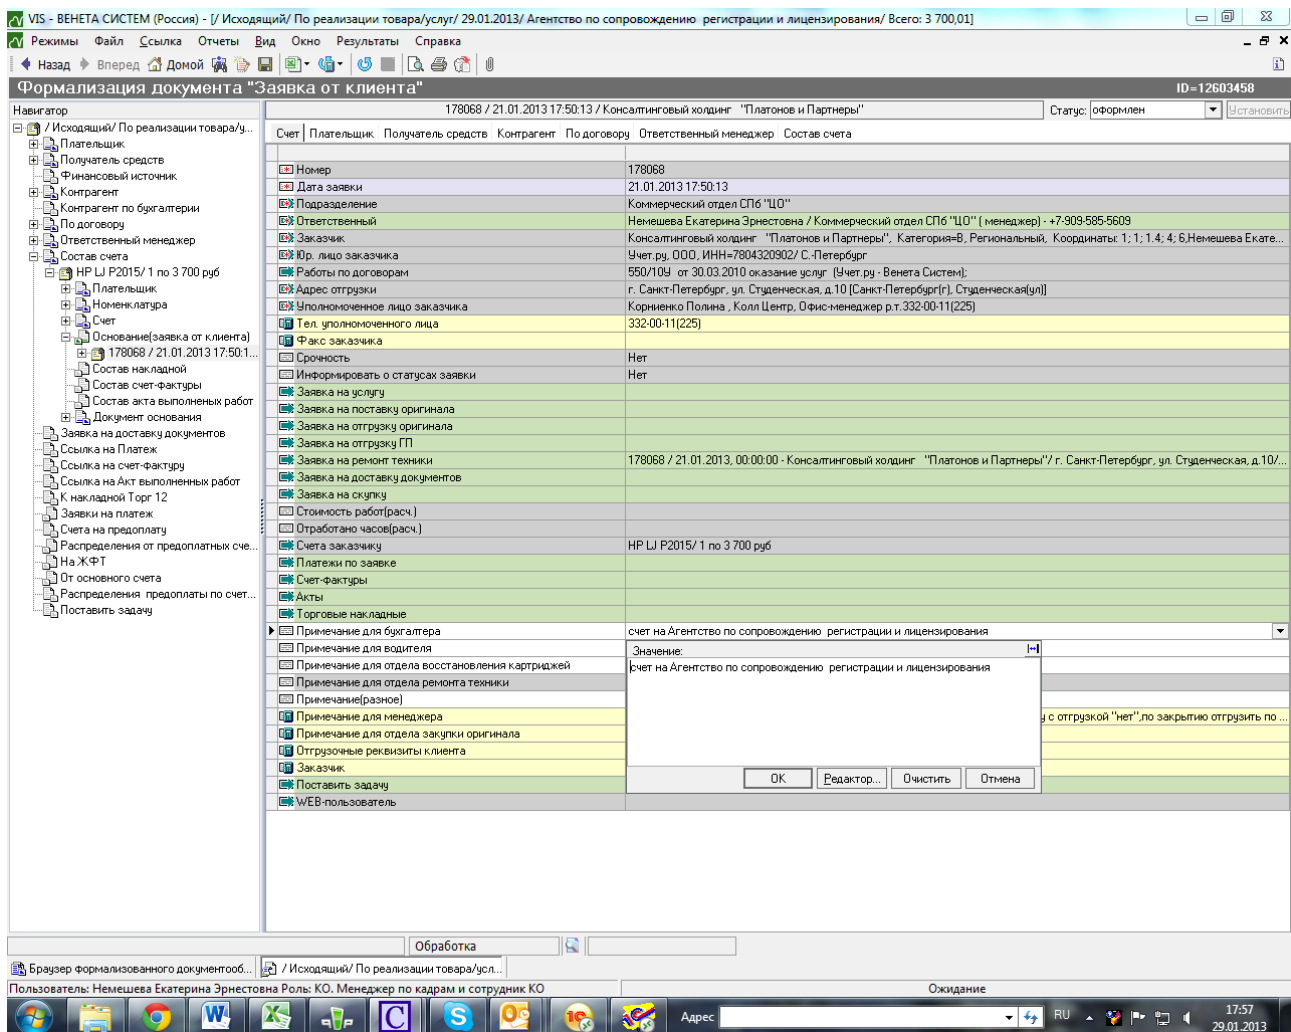 VIS - ВЕНЕТА СИСТЕМ (Россия) - [/ Исходящий/ По реализации товара/услуг/ 29.01.2013/ Агентство по сопровождению регистрации и лицензирования/ Всего: 3 700,01]
Режимы Файл Ссылка Отчеты Вид Окно Результаты Справка
Назад Вперед Домой
Формализация документа "Заявка от клиента" ID=12603458
Навигатор
/ Исходящий/ По реализации товара/у...
Плательщик
Получатель средств
Финансовый источник
Контрагент
Контрагент по бухгалтерии
По договору
Ответственный менеджер
Состав счета
HP LJ P2015/ 1 по 3 700 руб
Плательщик
Номенклатура
Счет
Основание(заявка от клиента)
178068 / 21.01.2013 17:50:1...
Состав накладной
Состав счет-фактуры
Состав акта выполненых работ
Документ основания
Заявка на доставку документов
Ссылка на Платеж
Ссылка на счет-фактуру
Ссылка на Акт выполненных работ
К накладной Торг 12
Заявки на платеж
Счета на предоплату
Распределения от предоплатных сче...
На ЖФТ
От основного счета
Распределения предоплаты по счет...
Поставить задачу
178068 / 21.01.2013 17:50:13 / Консалтинговый холдинг "Платонов и Партнеры" Статус: оформлен Установить
Счет Плательщик Получатель средств Контрагент По договору Ответственный менеджер Состав счета
Номер 178068
Дата заявки 21.01.2013 17:50:13
Подразделение Коммерческий отдел СПб "ЦО"
Ответственный Немешева Екатерина Эрнестовна / Коммерческий отдел СПб "ЦО" ( менеджер) - +7-909-585-5609
Заказчик Консалтинговый холдинг "Платонов и Партнеры", Категория=B, Региональный, Координаты: 1; 1; 1.4; 4; 6,Немешева Екате...
Юр. лицо заказчика Учет.ру, ООО, ИНН=7804320902/ С.-Петербург
Работы по договорам 550/10У от 30.03.2010 оказание услуг (Учет.ру - Венета Систем);
Адрес отгрузки г. Санкт-Петербург, ул. Студенческая, д.10 [Санкт-Петербург(г), Студенческая(ул)]
Уполномоченное лицо заказчика Корниенко Полина , Колл Центр, Офис-менеджер р.т.332-00-11(225)
Тел. уполномоченного лица 332-00-11(225)
Факс заказчика
Срочность Нет
Информировать о статусах заявки Нет
Заявка на услугу
Заявка на поставку оригинала
Заявка на отгрузку оригинала
Заявка на отгрузку ГП
Заявка на ремонт техники 178068 / 21.01.2013, 00:00:00 - Консалтинговый холдинг "Платонов и Партнеры"/ г. Санкт-Петербург, ул. Студенческая, д.10/...
Заявка на доставку документов
Заявка на скупку
Стоимость работ(расч.)
Отработано часов(расч.)
Счета заказчику HP LJ P2015/ 1 по 3 700 руб
Платежи по заявке
Счет-фактуры
Акты
Торговые накладные
Примечание для бухгалтера счет на Агентство по сопровождению регистрации и лицензирования
Примечание для водителя
Примечание для отдела восстановления картриджей
Примечание для отдела ремонта техники
Примечание(разное)
Примечание для менеджера у с отгрузкой "нет",по закрытию отгрузить по ...
Примечание для отдела закупки оригинала
Отгрузочные реквизиты клиента
Заказчик
Поставить задачу
WEB-пользователь
Значение:
счет на Агентство по сопровождению регистрации и лицензирования
OK Редактор... Очистить Отмена
Обработка
Браузер формализованного документооб... / Исходящий/ По реализации товара/усл...
Пользователь: Немешева Екатерина Эрнестовна Роль: КО. Менеджер по кадрам и сотрудник КО Ожидание
Адрес RU 17:57
29.01.2013